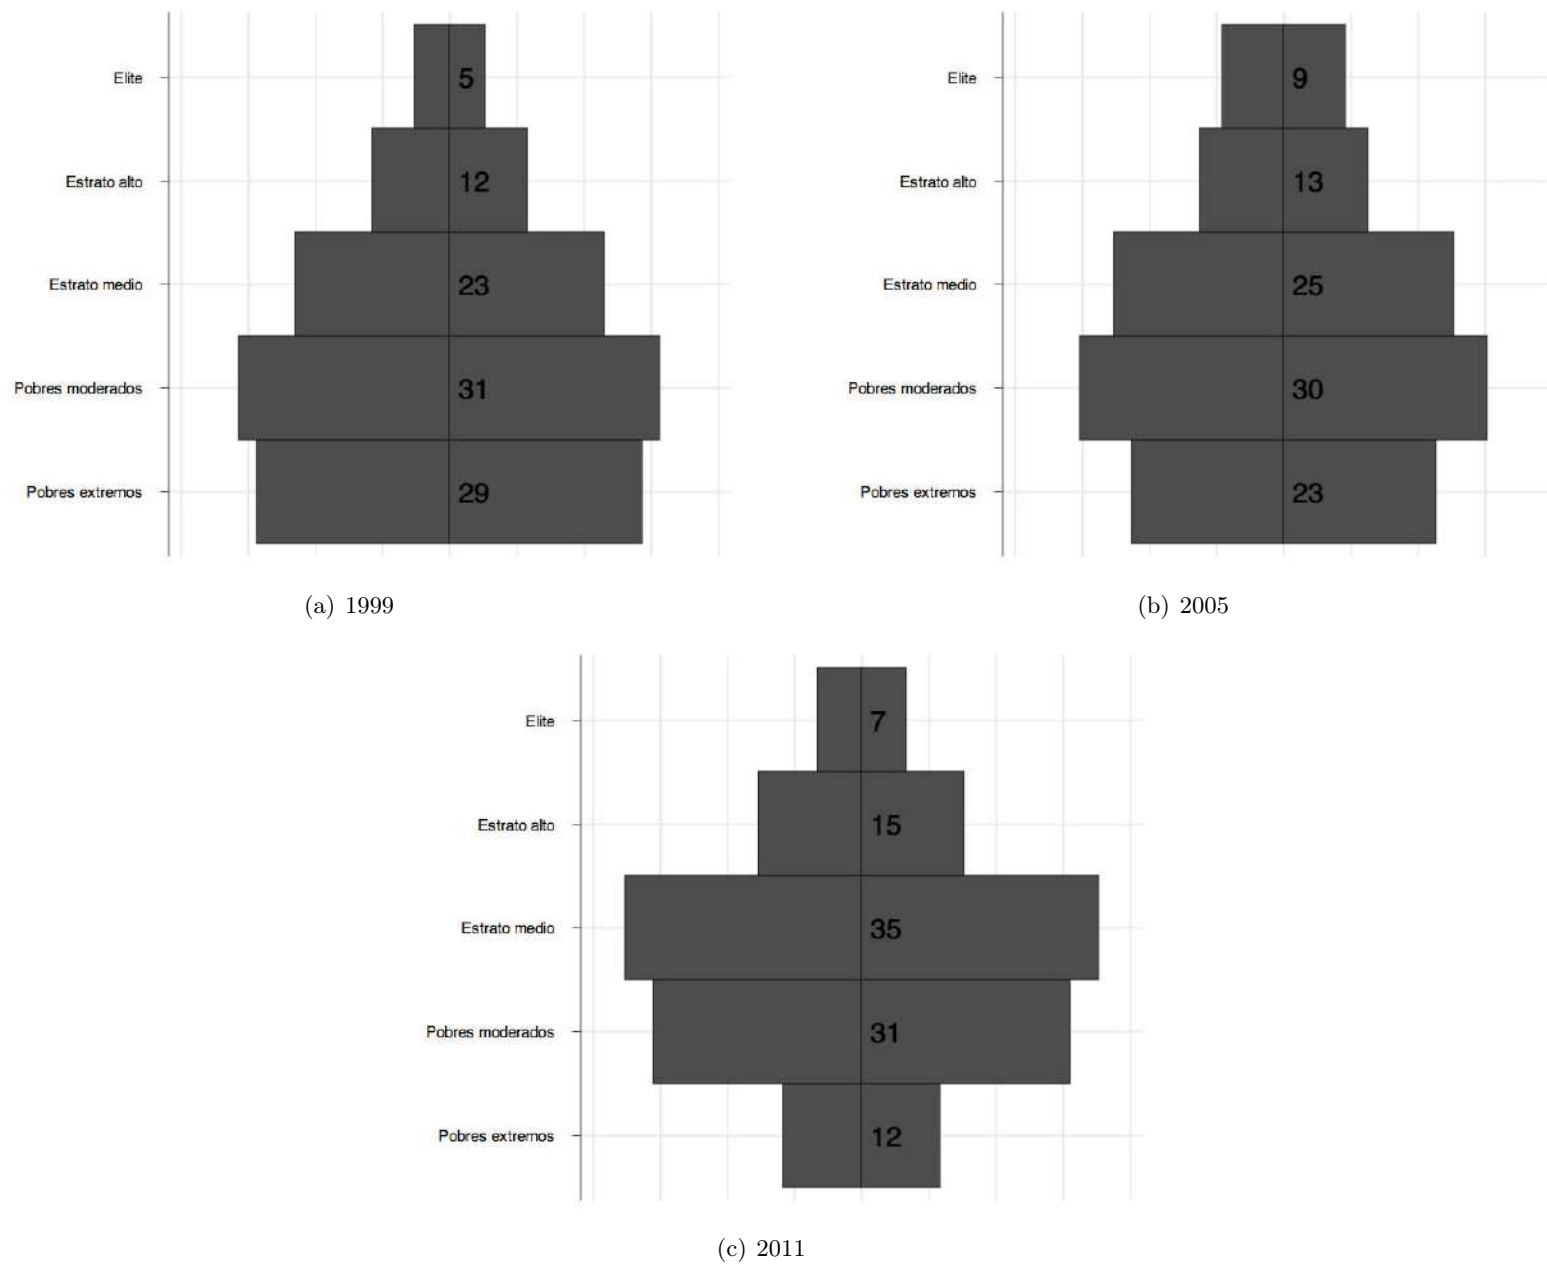 Elite 5
Estrato alto 12
Estrato medio 23
Pobres moderados 31
Pobres extremos 29
(a) 1999
Elite 9
Estrato alto 13
Estrato medio 25
Pobres moderados 30
Pobres extremos 23
(b) 2005
Elite 7
Estrato alto 15
Estrato medio 35
Pobres moderados 31
Pobres extremos 12
(c) 2011